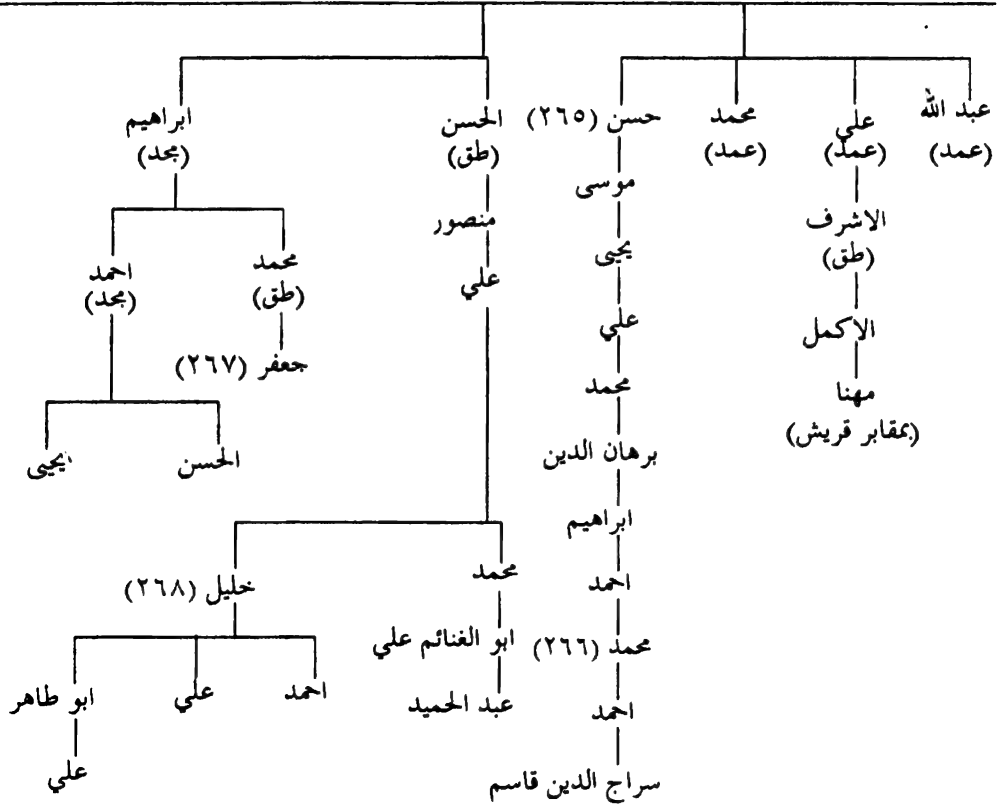 عبد الله
(عمد)
علي
(عمد)
الاشرف
(طق)
الاكمل
مهنا
(بمقابر قريش)
محمد
(عمد)
حسن (٢٦٥)
موسى
يحيى
علي
محمد
برهان الدين
ابراهيم
احمد
محمد (٢٦٦)
احمد
سراج الدين قاسم
الحسن
(طق)
منصور
علي
محمد
ابو الغنائم علي
عبد الحميد
خليل (٢٦٨)
احمد
علي
ابو طاهر
علي
ابراهيم
(مجد)
محمد
(طق)
جعفر (٢٦٧)
احمد
(مجد)
الحسن
يحيى